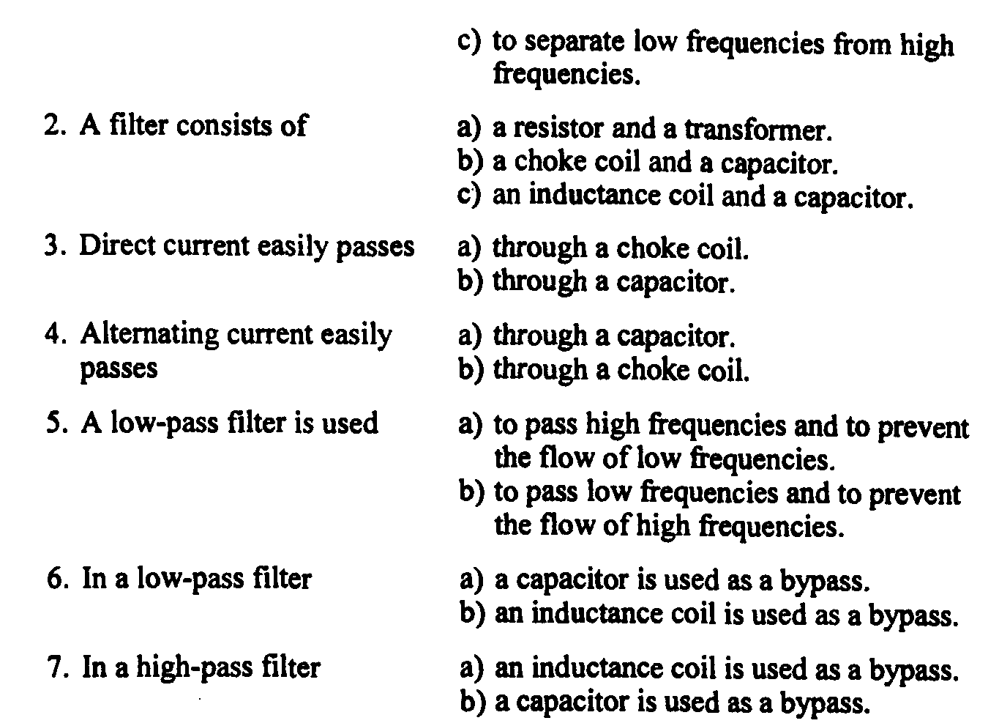 c) to separate low frequencies from high
frequencies.
2. A filter consists of
a) a resistor and a transformer.
b) a choke coil and a capacitor.
c) an inductance coil and a capacitor.
3. Direct current easily passes
a) through a choke coil.
b) through a capacitor.
4. Alternating current easily
passes
a) through a capacitor.
b) through a choke coil.
5. A low-pass filter is used
a) to pass high frequencies and to prevent
the flow of low frequencies.
b) to pass low frequencies and to prevent
the flow of high frequencies.
6. In a low-pass filter
a) a capacitor is used as a bypass.
b) an inductance coil is used as a bypass.
7. In a high-pass filter
a) an inductance coil is used as a bypass.
b) a capacitor is used as a bypass.